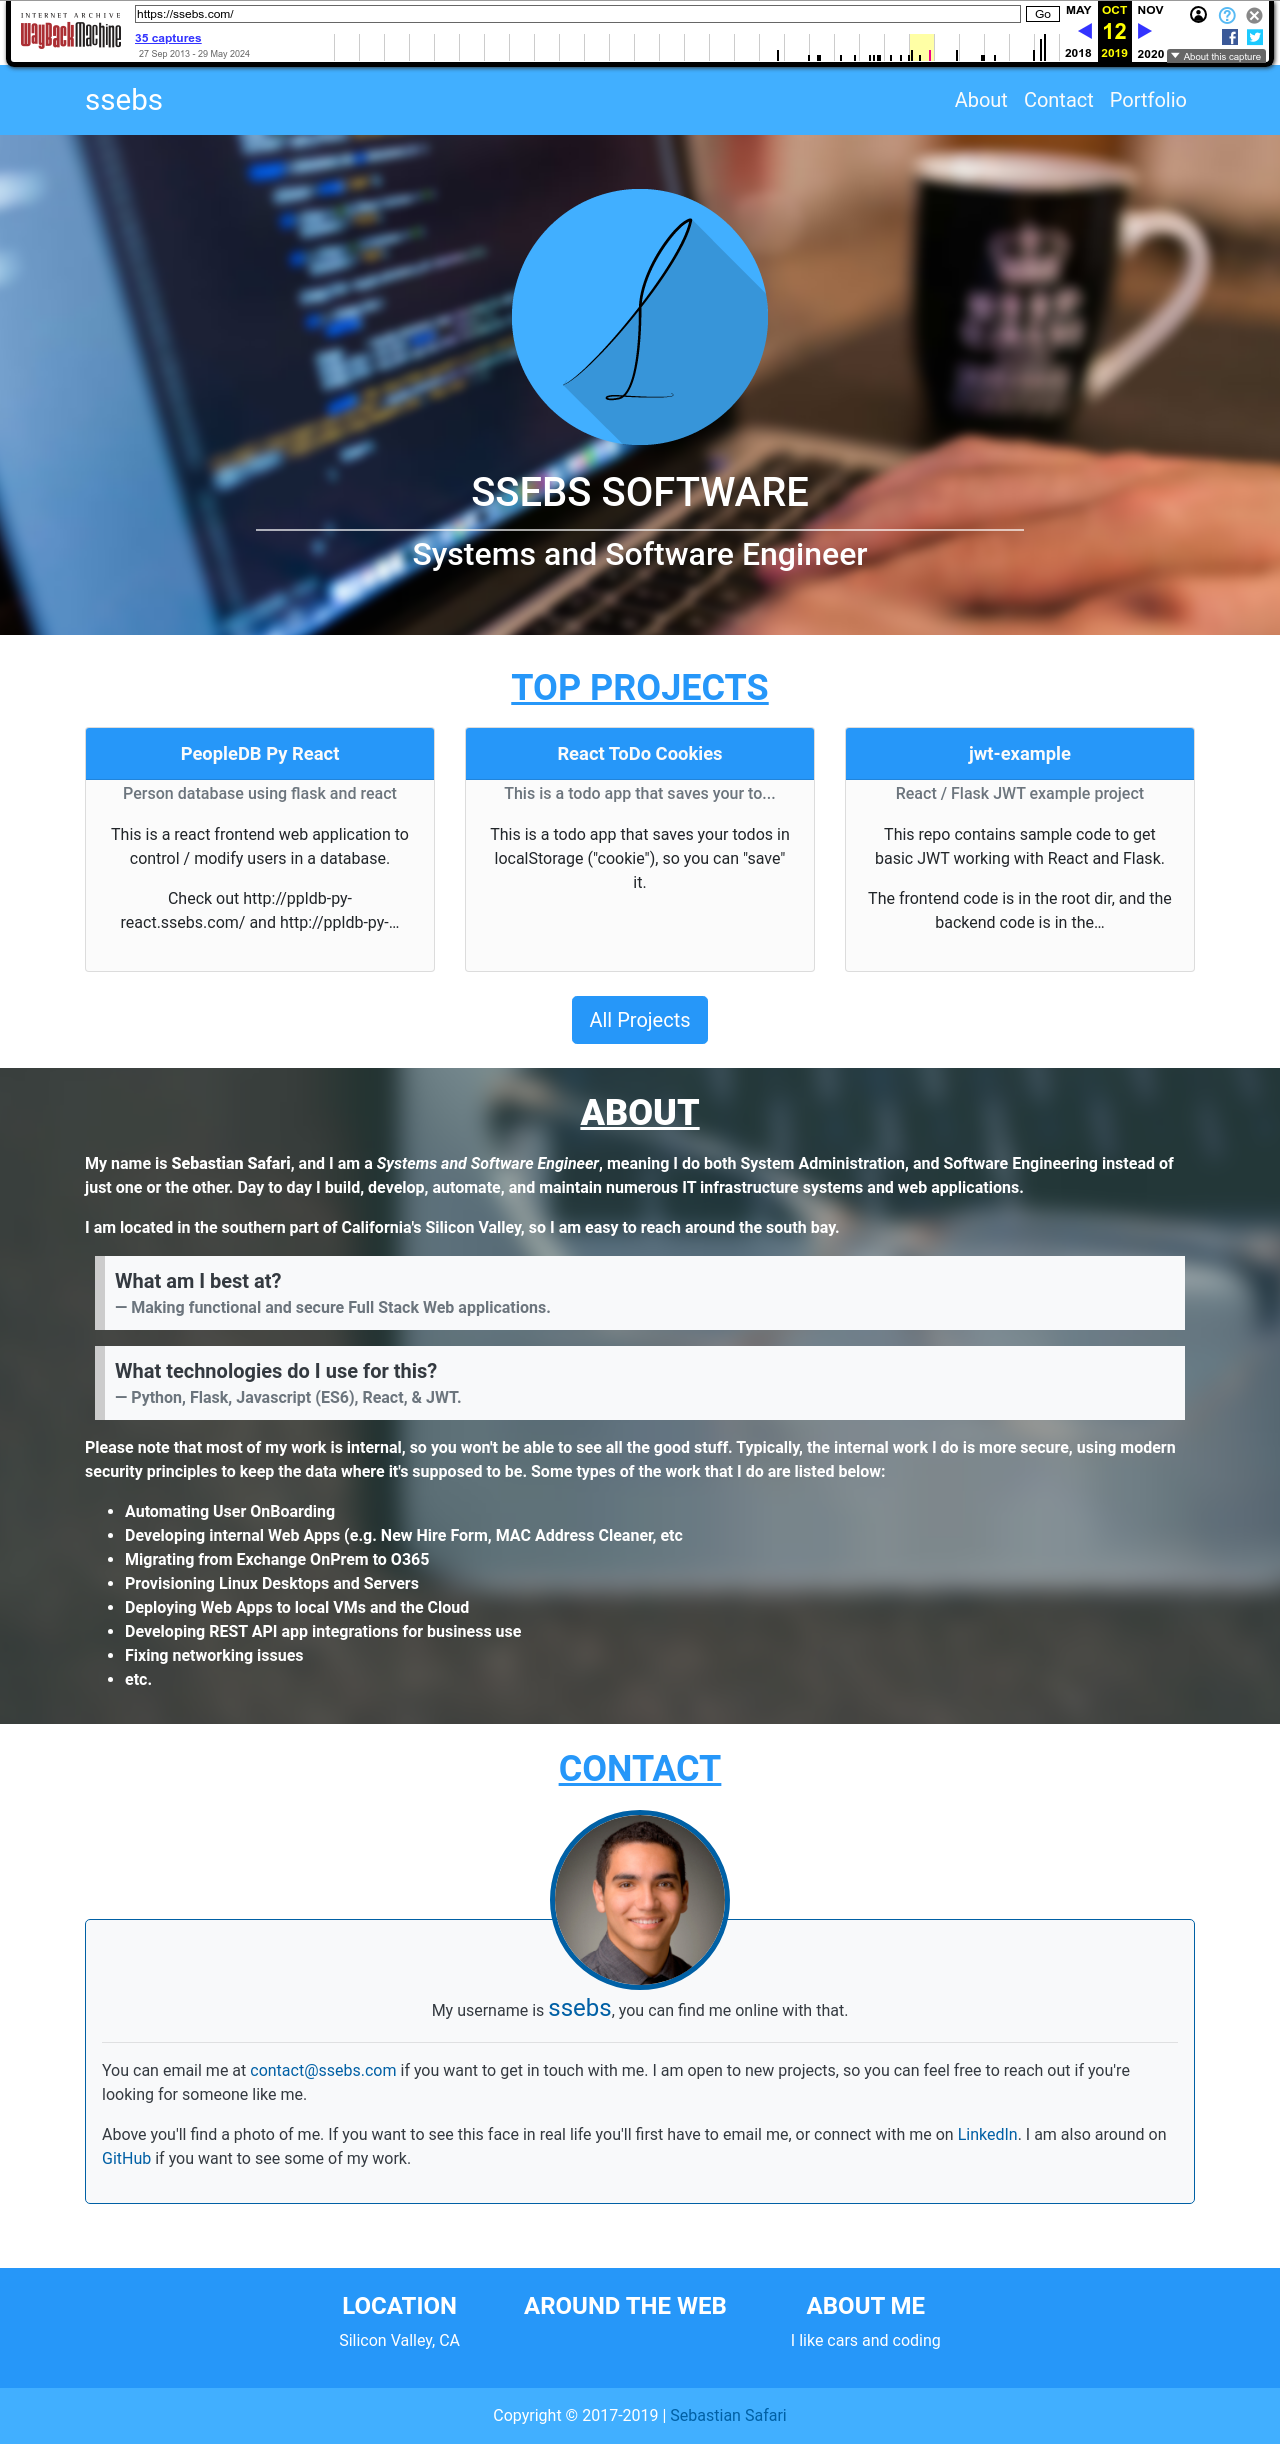 INTERNET ARCHIVE
WayBackMachine
https://ssebs.com/
Go
35 captures
27 Sep 2013 - 29 May 2024
MAY OCT NOV
12
2018 2019 2020
About this capture
ssebs
About Contact Portfolio
SSEBS SOFTWARE
Systems and Software Engineer
TOP PROJECTS
PeopleDB Py React
Person database using flask and react
This is a react frontend web application to
control / modify users in a database.
Check out http://ppldb-py-
react.ssebs.com/ and http://ppldb-py-...
React ToDo Cookies
This is a todo app that saves your to...
This is a todo app that saves your todos in
localStorage ("cookie"), so you can "save"
it.
jwt-example
React / Flask JWT example project
This repo contains sample code to get
basic JWT working with React and Flask.
The frontend code is in the root dir, and the
backend code is in the...
All Projects
ABOUT
My name is Sebastian Safari, and I am a Systems and Software Engineer, meaning I do both System Administration, and Software Engineering instead of
just one or the other. Day to day I build, develop, automate, and maintain numerous IT infrastructure systems and web applications.
I am located in the southern part of California's Silicon Valley, so I am easy to reach around the south bay.
What am I best at?
— Making functional and secure Full Stack Web applications.
What technologies do I use for this?
— Python, Flask, Javascript (ES6), React, & JWT.
Please note that most of my work is internal, so you won't be able to see all the good stuff. Typically, the internal work I do is more secure, using modern
security principles to keep the data where it's supposed to be. Some types of the work that I do are listed below:
• Automating User OnBoarding
• Developing internal Web Apps (e.g. New Hire Form, MAC Address Cleaner, etc
• Migrating from Exchange OnPrem to O365
• Provisioning Linux Desktops and Servers
• Deploying Web Apps to local VMs and the Cloud
• Developing REST API app integrations for business use
• Fixing networking issues
• etc.
CONTACT
My username is ssebs, you can find me online with that.
You can email me at contact@ssebs.com if you want to get in touch with me. I am open to new projects, so you can feel free to reach out if you're
looking for someone like me.
Above you'll find a photo of me. If you want to see this face in real life you'll first have to email me, or connect with me on LinkedIn. I am also around on
GitHub if you want to see some of my work.
LOCATION
Silicon Valley, CA
AROUND THE WEB
ABOUT ME
I like cars and coding
Copyright © 2017-2019 | Sebastian Safari